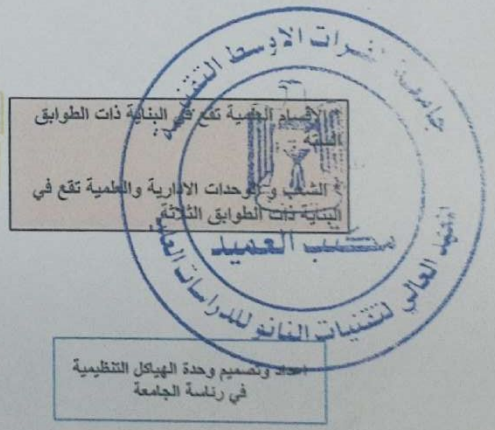 * الاقسام العلمية تقع في البناية ذات الطوابق
الستة
* الشعب والوحدات الادارية والعلمية تقع في
البناية ذات الطوابق الثلاثة
جامعة الفرات الاوسط التقنية
مكتب العميد
المعهد العالي لتقنيات النانو للدراسات العليا
اعداد وتصميم وحدة الهياكل التنظيمية
في رئاسة الجامعة